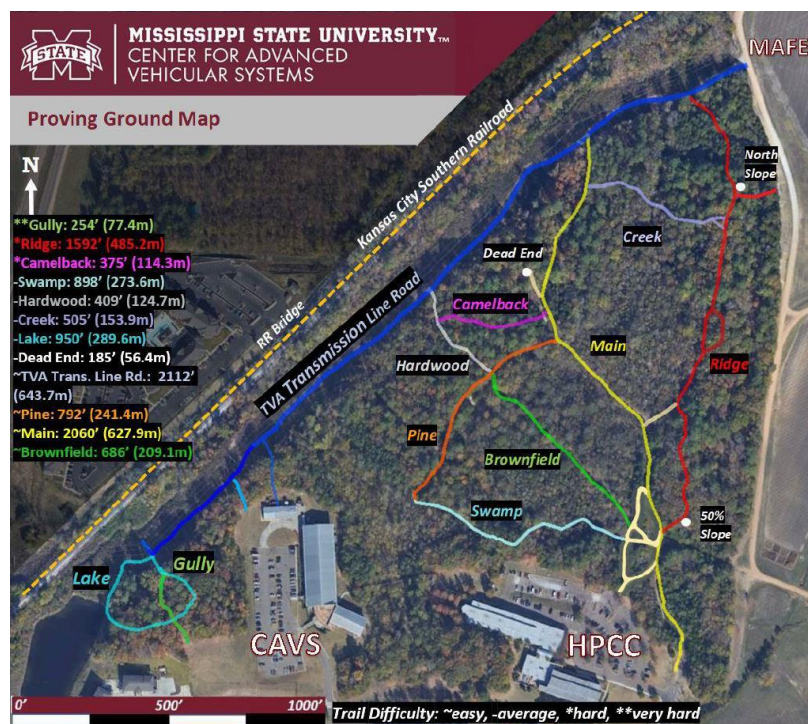 STATE
MISSISSIPPI STATE UNIVERSITY™
CENTER FOR ADVANCED
VEHICULAR SYSTEMS
MAFE
Proving Ground Map
Kansas City Southern Railroad
N
North
Slope
**Gully: 254' (77.4m)
*Ridge: 1592' (485.2m)
*Camelback: 375' (114.3m)
-Swamp: 898' (273.6m)
-Hardwood: 409' (124.7m)
-Creek: 505' (153.9m)
-Lake: 950' (289.6m)
-Dead End: 185' (56.4m)
~TVA Trans. Line Rd.: 2112'
(643.7m)
~Pine: 792' (241.4m)
~Main: 2060' (627.9m)
~Brownfield: 686' (209.1m)
Creek
Dead End
RR Bridge
TVA Transmission Line Road
Camelback
Main
Hardwood
Ridge
Pine
Brownfield
Swamp
50%
Slope
Lake
Gully
CAVS
HPCC
0'
500'
1000'
Trail Difficulty: ~easy, -average, *hard, **very hard